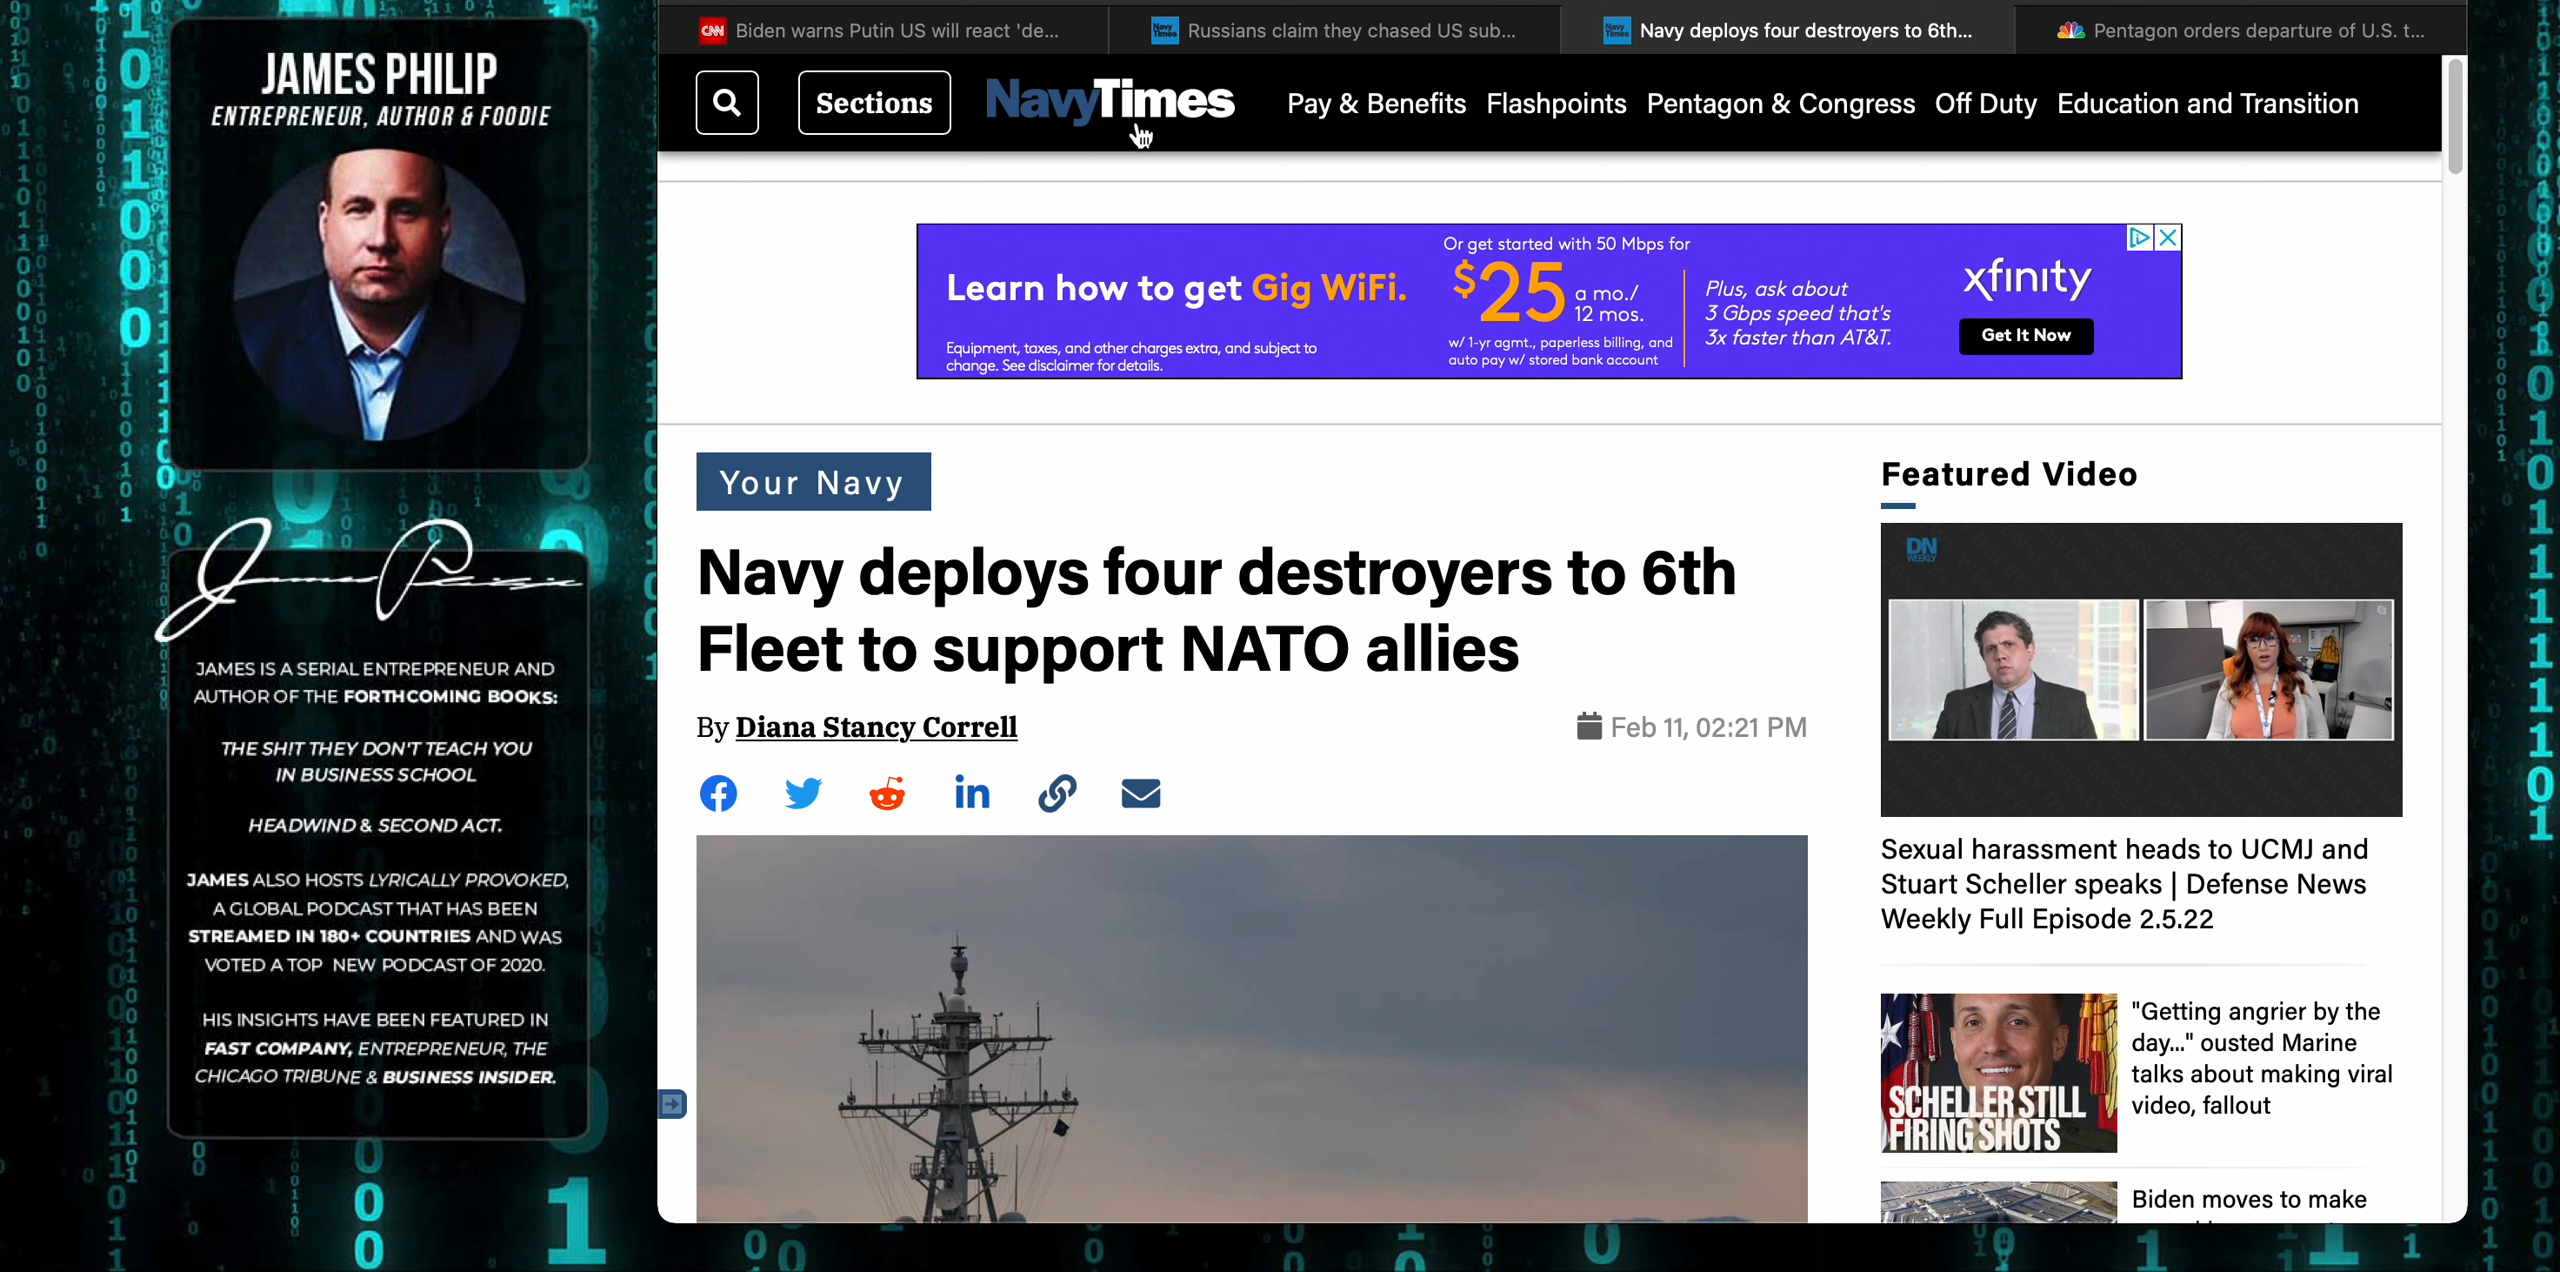 JAMES PHILIP
ENTREPRENEUR, AUTHOR & FOODIE
JAMES IS A SERIAL ENTREPRENEUR AND
AUTHOR OF THE FORTHCOMING BOOKS:
THE SH!T THEY DON'T TEACH YOU
IN BUSINESS SCHOOL
HEADWIND & SECOND ACT.
JAMES ALSO HOSTS LYRICALLY PROVOKED,
A GLOBAL PODCAST THAT HAS BEEN
STREAMED IN 180+ COUNTRIES AND WAS
VOTED A TOP NEW PODCAST OF 2020.
HIS INSIGHTS HAVE BEEN FEATURED IN
FAST COMPANY, ENTREPRENEUR, THE
CHICAGO TRIBUNE & BUSINESS INSIDER.
CNN Biden warns Putin US will react 'de...
Navy Times Russians claim they chased US sub...
Navy Times Navy deploys four destroyers to 6th...
Pentagon orders departure of U.S. t...
Sections
NavyTimes
Pay & Benefits Flashpoints Pentagon & Congress Off Duty Education and Transition
Learn how to get Gig WiFi.
Equipment, taxes, and other charges extra, and subject to
change. See disclaimer for details.
Or get started with 50 Mbps for
$25 a mo./
12 mos.
w/ 1-yr agmt., paperless billing, and
auto pay w/ stored bank account
Plus, ask about
3 Gbps speed that's
3x faster than AT&T.
xfinity
Get It Now
Your Navy
Navy deploys four destroyers to 6th
Fleet to support NATO allies
By Diana Stancy Correll
Feb 11, 02:21 PM
Featured Video
DN
WEEKLY
Sexual harassment heads to UCMJ and
Stuart Scheller speaks | Defense News
Weekly Full Episode 2.5.22
SCHELLER STILL
FIRING SHOTS
"Getting angrier by the
day..." ousted Marine
talks about making viral
video, fallout
Biden moves to make